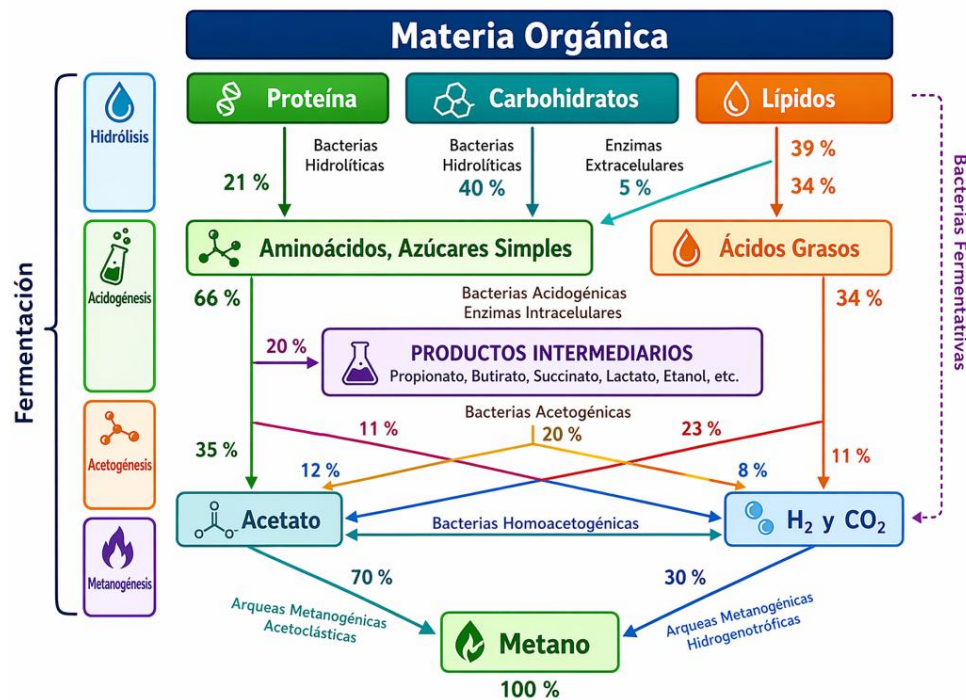 Materia Orgánica
Proteína
Carbohidratos
Lípidos
Hidrólisis
Bacterias
Hidrolíticas
21 %
Bacterias
Hidrolíticas
40 %
Enzimas
Extracelulares
5 %
39 %
34 %
Bacterias Fermentatrivas
Fermentación
Acidogénesis
Aminoácidos, Azúcares Simples
Ácidos Grasos
66 %
Bacterias Acidogénicas
Enzimas Intracelulares
34 %
20 %
PRODUCTOS INTERMEDIARIOS
Propionato, Butirato, Succinato, Lactato, Etanol, etc.
Acetogénesis
Bacterias Acetogénicas
35 %
11 %
20 %
23 %
11 %
12 %
8 %
O
O
O-
Acetato
Bacterias Homoacetogénicas
H₂ y CO₂
Metanogénesis
70 %
30 %
Arqueas Metanogénicas
Acetoclásticas
Arqueas Metanogénicas
Hidrogenotróficas
Metano
100 %